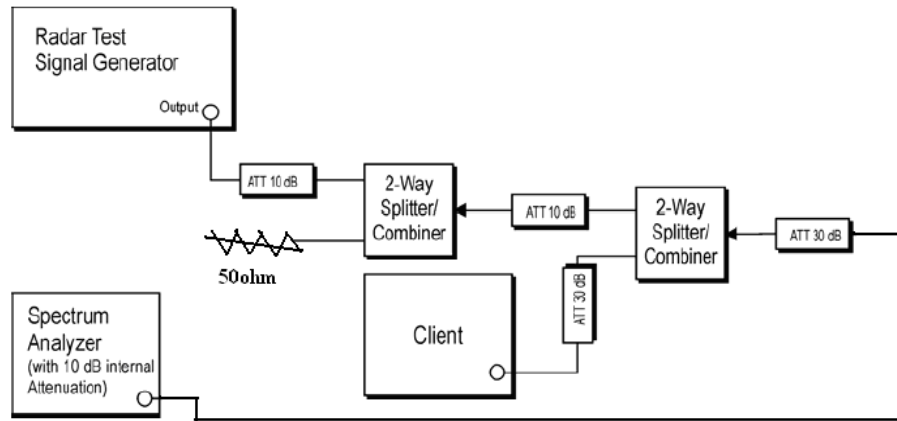 Radar Test
Signal Generator
Output
ATT 10 dB
2-Way
Splitter/
Combiner
ATT 10 dB
2-Way
Splitter/
Combiner
ATT 30 dB
50ohm
ATT 30 dB
Spectrum
Analyzer
(with 10 dB internal
Attenuation)
Client